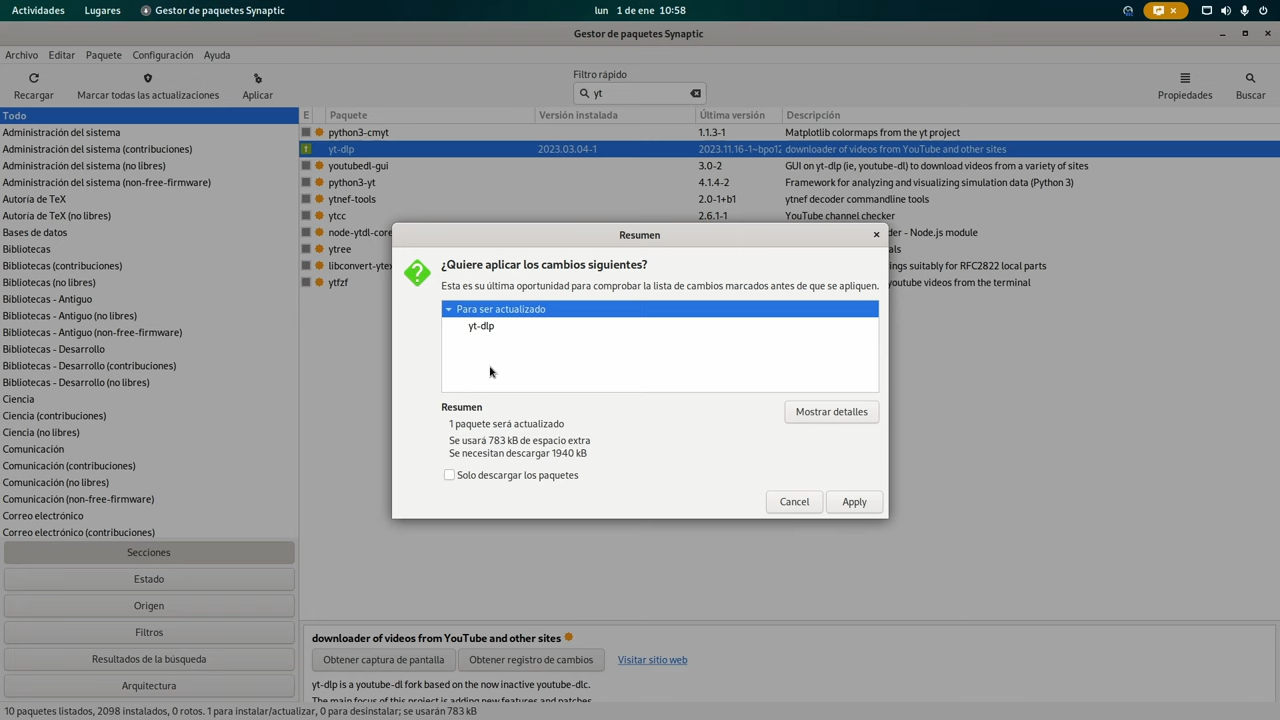 Actividades Lugares Gestor de paquetes Synaptic lun 1 de ene 10:58
Gestor de paquetes Synaptic
Archivo Editar Paquete Configuración Ayuda
Recargar Marcar todas las actualizaciones Aplicar
Filtro rápido
yt
Propiedades Buscar
Todo
Administración del sistema
Administración del sistema (contribuciones)
Administración del sistema (no libres)
Administración del sistema (non-free-firmware)
Autoría de TeX
Autoría de TeX (no libres)
Bases de datos
Bibliotecas
Bibliotecas (contribuciones)
Bibliotecas (no libres)
Bibliotecas - Antiguo
Bibliotecas - Antiguo (no libres)
Bibliotecas - Antiguo (non-free-firmware)
Bibliotecas - Desarrollo
Bibliotecas - Desarrollo (contribuciones)
Bibliotecas - Desarrollo (no libres)
Ciencia
Ciencia (contribuciones)
Ciencia (no libres)
Comunicación
Comunicación (contribuciones)
Comunicación (no libres)
Comunicación (non-free-firmware)
Correo electrónico
Correo electrónico (contribuciones)
Secciones
Estado
Origen
Filtros
Resultados de la búsqueda
Arquitectura
E Paquete Versión instalada Última versión Descripción
python3-cmyt 1.1.3-1 Matplotlib colormaps from the yt project
yt-dlp 2023.03.04-1 2023.11.16-1~bpo12 downloader of videos from YouTube and other sites
youtubedl-gui 3.0-2 GUI on yt-dlp (ie, youtube-dl) to download videos from a variety of sites
python3-yt 4.1.4-2 Framework for analyzing and visualizing simulation data (Python 3)
ytnef-tools 2.0-1+b1 ytnef decoder commandline tools
ytcc 2.6.1-1 YouTube channel checker
node-ytdl-core der - Node.js module
ytree als
libconvert-ytex ings suitably for RFC2822 local parts
ytfzf youtube videos from the terminal
Resumen
¿Quiere aplicar los cambios siguientes?
Esta es su última oportunidad para comprobar la lista de cambios marcados antes de que se apliquen.
Para ser actualizado
yt-dlp
Resumen
Mostrar detalles
1 paquete será actualizado
Se usará 783 kB de espacio extra
Se necesitan descargar 1940 kB
Solo descargar los paquetes
Cancel Apply
downloader of videos from YouTube and other sites
Obtener captura de pantalla Obtener registro de cambios Visitar sitio web
yt-dlp is a youtube-dl fork based on the now inactive youtube-dlc.
The main focus of this project is adding new features and patches
10 paquetes listados, 2098 instalados, 0 rotos. 1 para instalar/actualizar, 0 para desinstalar; se usarán 783 kB